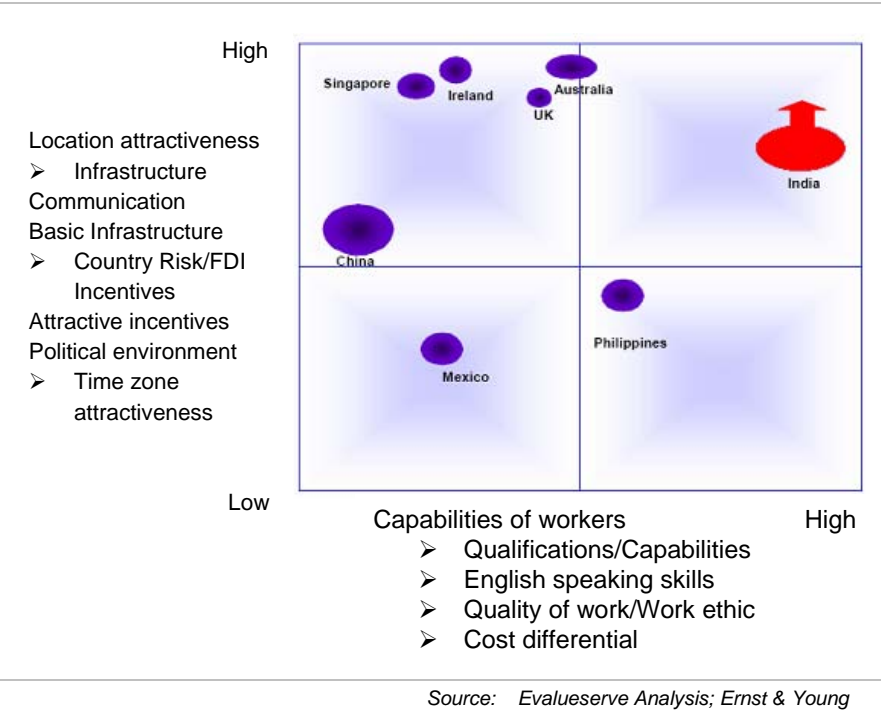 High
Singapore
Ireland
Australia
UK
India
China
Philippines
Mexico
Location attractiveness
➢ Infrastructure
Communication
Basic Infrastructure
➢ Country Risk/FDI
Incentives
Attractive incentives
Political environment
➢ Time zone
attractiveness
Low
Capabilities of workers High
➢ Qualifications/Capabilities
➢ English speaking skills
➢ Quality of work/Work ethic
➢ Cost differential
Source: Evalueserve Analysis; Ernst & Young